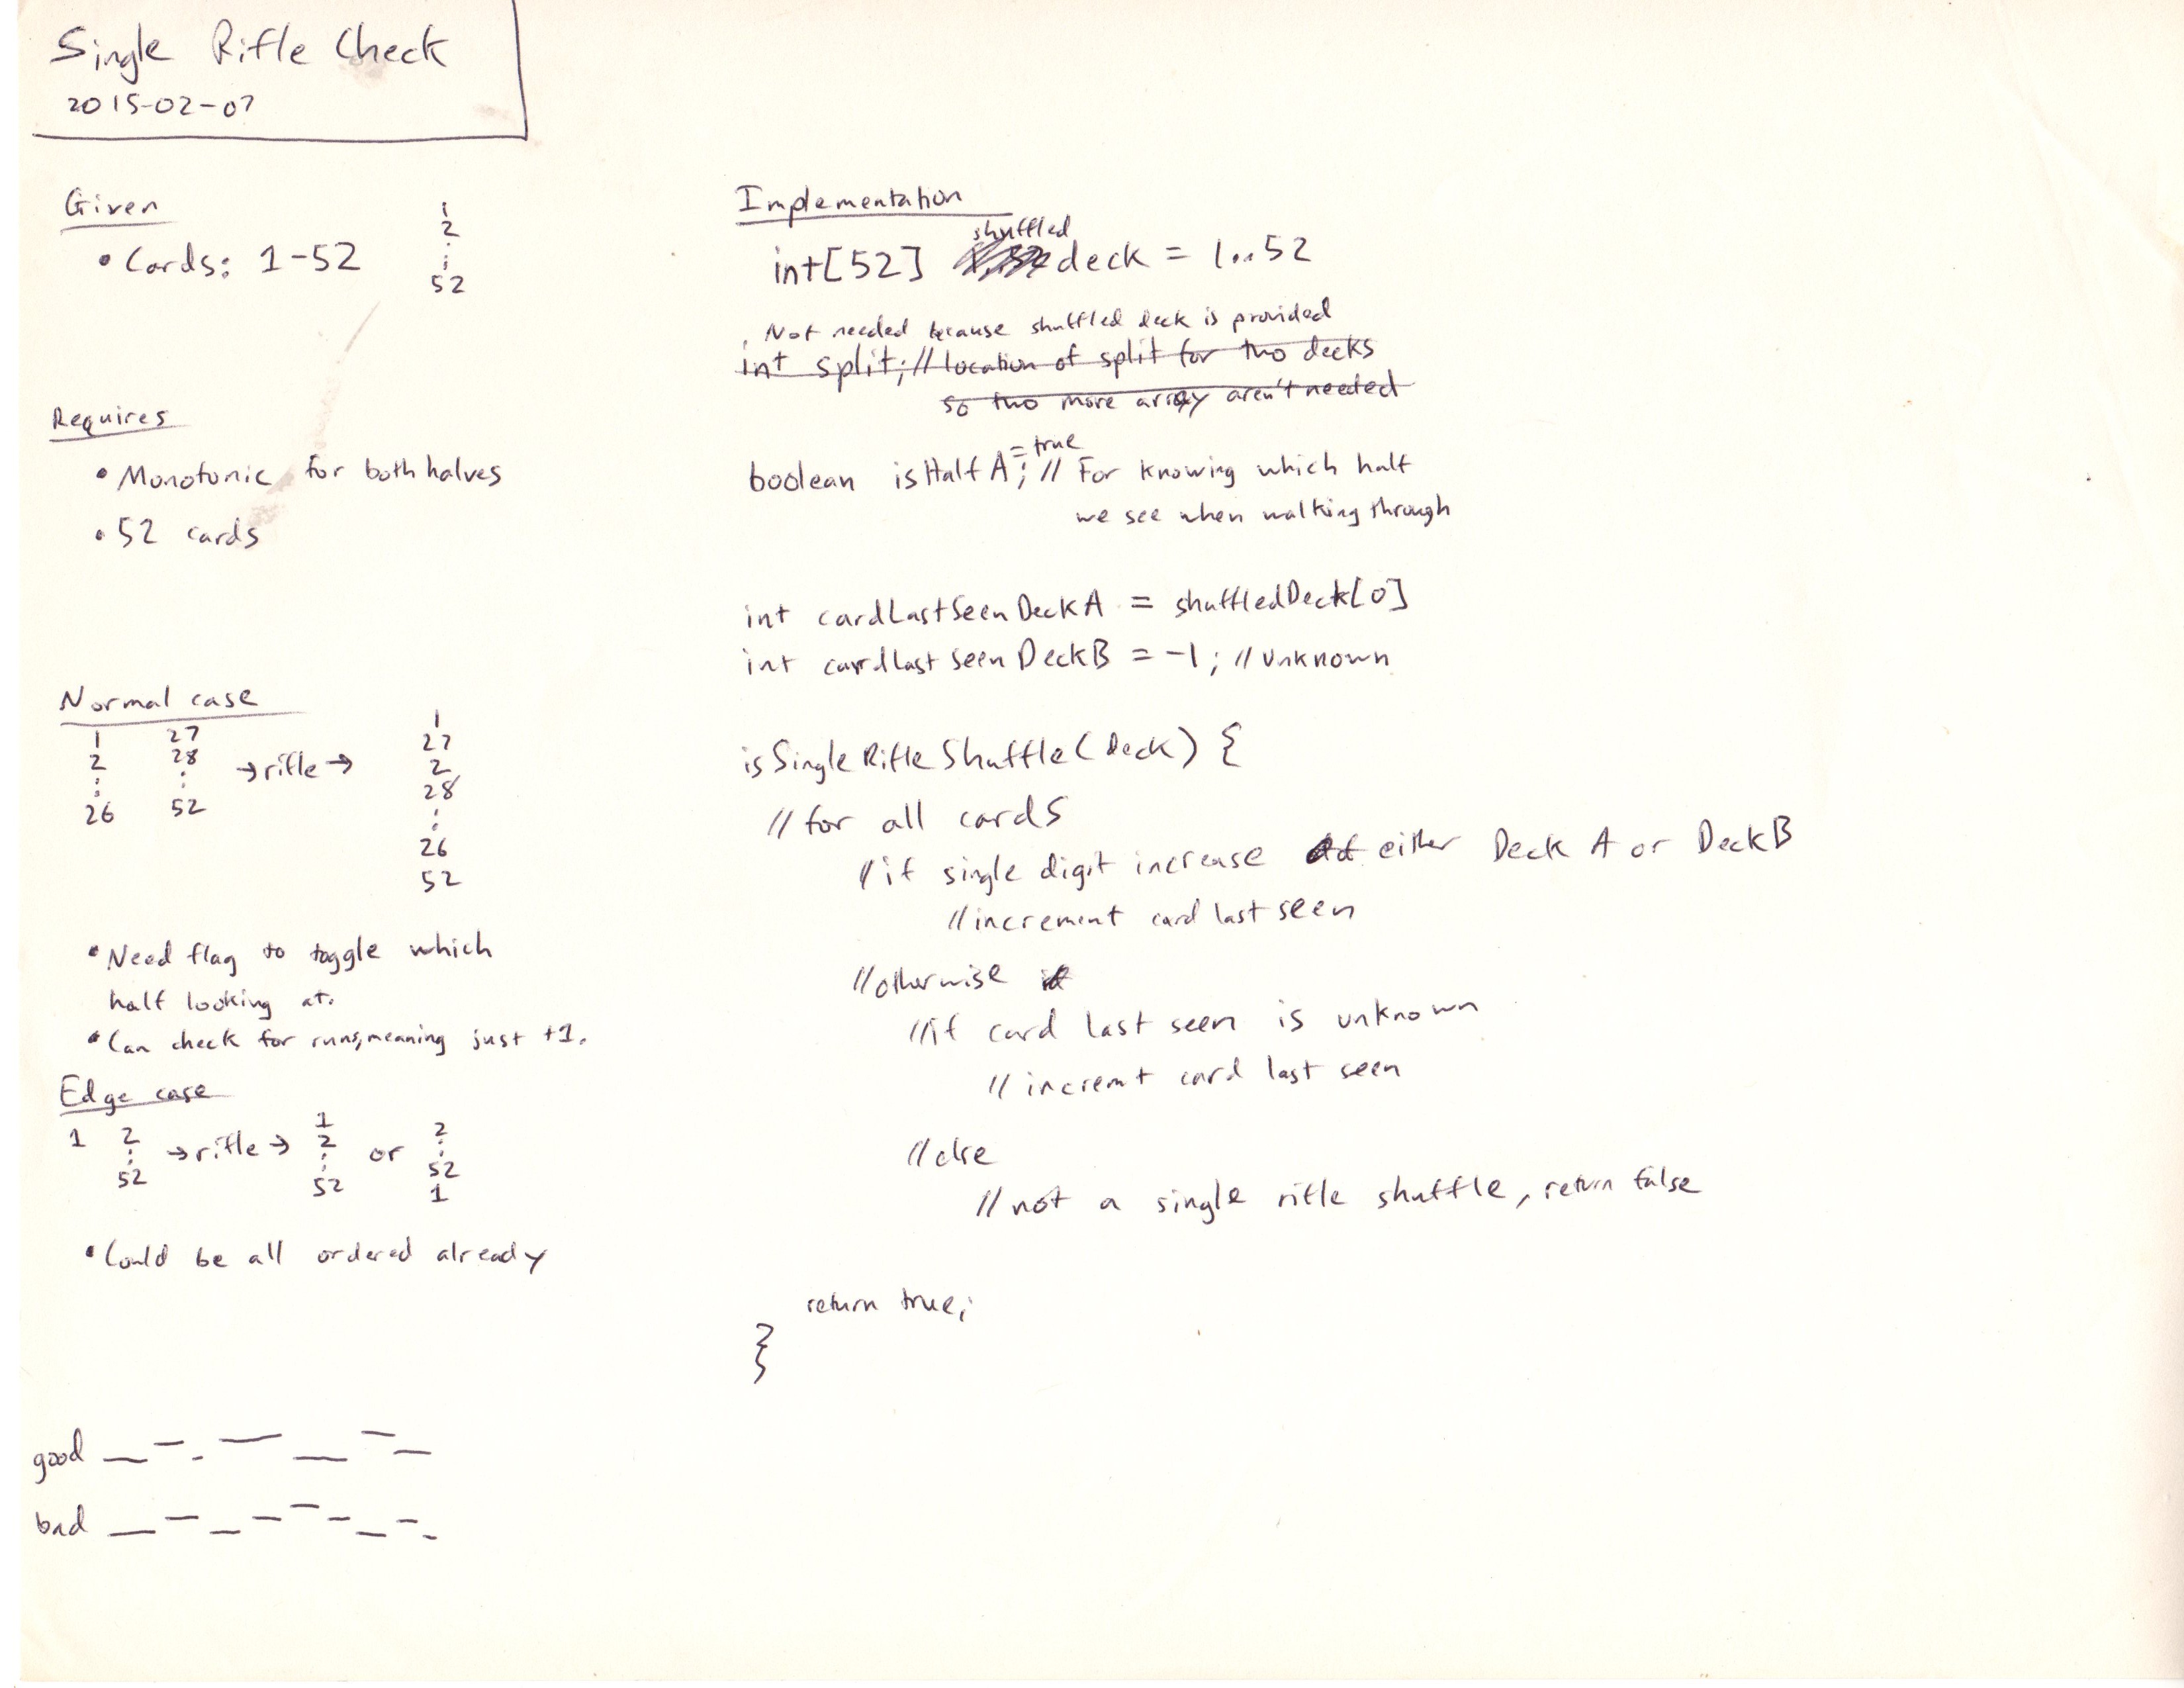 Single Rifle Check
2015-02-07
Given
• Cards: 1-52
1
2
:
52
Requires
• Monotonic for both halves
• 52 cards
Normal case
1 27
2 28
: :
26 52
→ rifle →
1
27
2
28
:
26
52
• Need flag to toggle which
half looking at.
• Can check for runs, meaning just +1.
Edge case
1 2 : 52 → rifle → 1 2 : 52 or 2 : 52 1
• Could be all ordered already
good
bad
Implementation
shuffled
int[52] deck = 1..52
Not needed because shuffled deck is provided
int split; // location of split for two decks
so two more array aren't needed
= true
boolean isHalfA; // For knowing which half
we see when walking through
int cardLastSeenDeckA = shuffledDeck[0]
int cardLastSeenDeckB = -1; // unknown
isSingleRifleShuffle(Deck) {
// for all cards
// if single digit increase either Deck A or Deck B
// increment card last seen
// otherwise
// if card last seen is unknown
// incremt card last seen
// else
// not a single rifle shuffle, return false
return true;
}